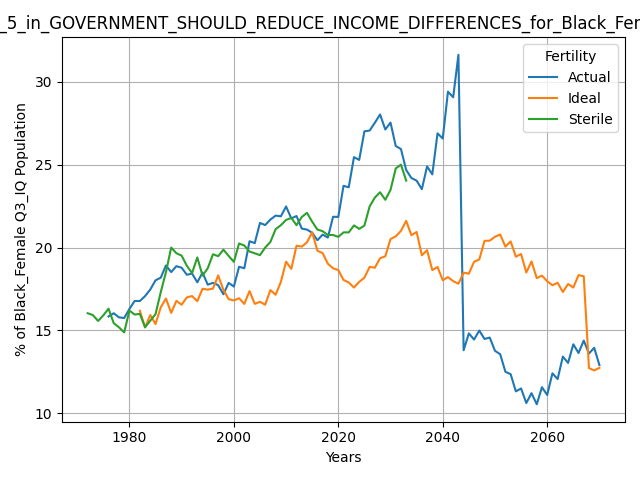 _5_in_GOVERNMENT_SHOULD_REDUCE_INCOME_DIFFERENCES_for_Black_Fer
Fertility
Actual
Ideal
Sterile
% of Black_Female Q3_IQ Population
30
25
20
15
10
1980
2000
2020
2040
2060
Years